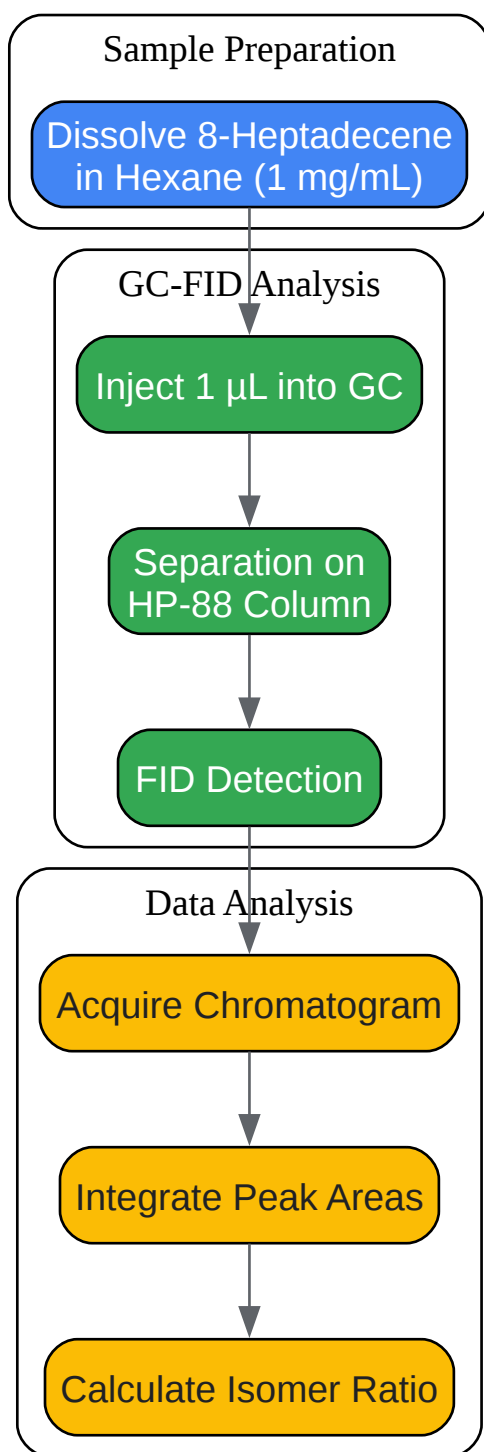 Sample Preparation
Dissolve 8-Heptadecene
in Hexane (1 mg/mL)
GC-FID Analysis
Inject 1 µL into GC
Separation on
HP-88 Column
FID Detection
Data Analysis
Acquire Chromatogram
Integrate Peak Areas
Calculate Isomer Ratio